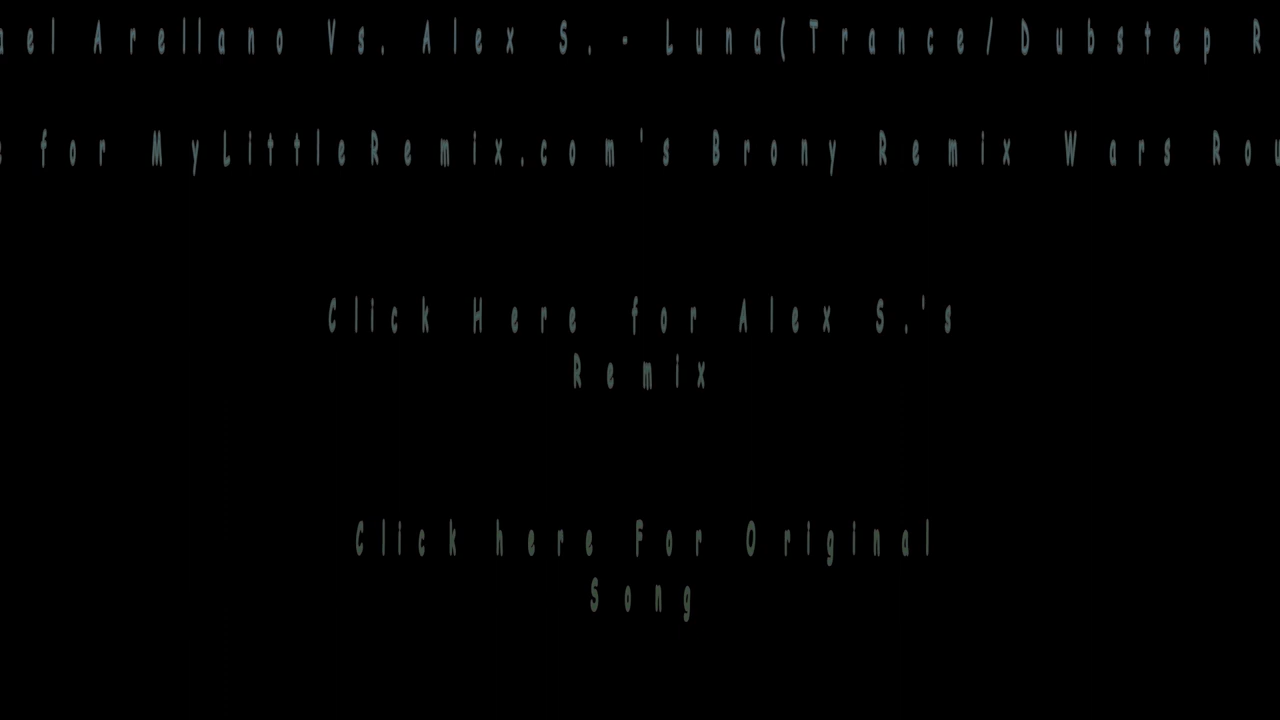 ael Arellano Vs. Alex S. - Luna(Trance/Dubstep R
for MyLittleRemix.com's Brony Remix Wars Rou
Click Here for Alex S.'s
Remix
Click here For Original
Song